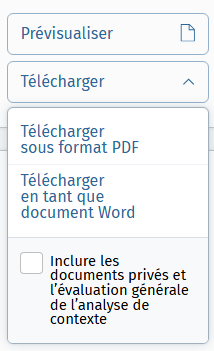 Prévisualiser
Télécharger
Télécharger
sous format PDF
Télécharger
en tant que
document Word
Inclure les
documents privés et
l’évaluation générale
de l’analyse de
contexte